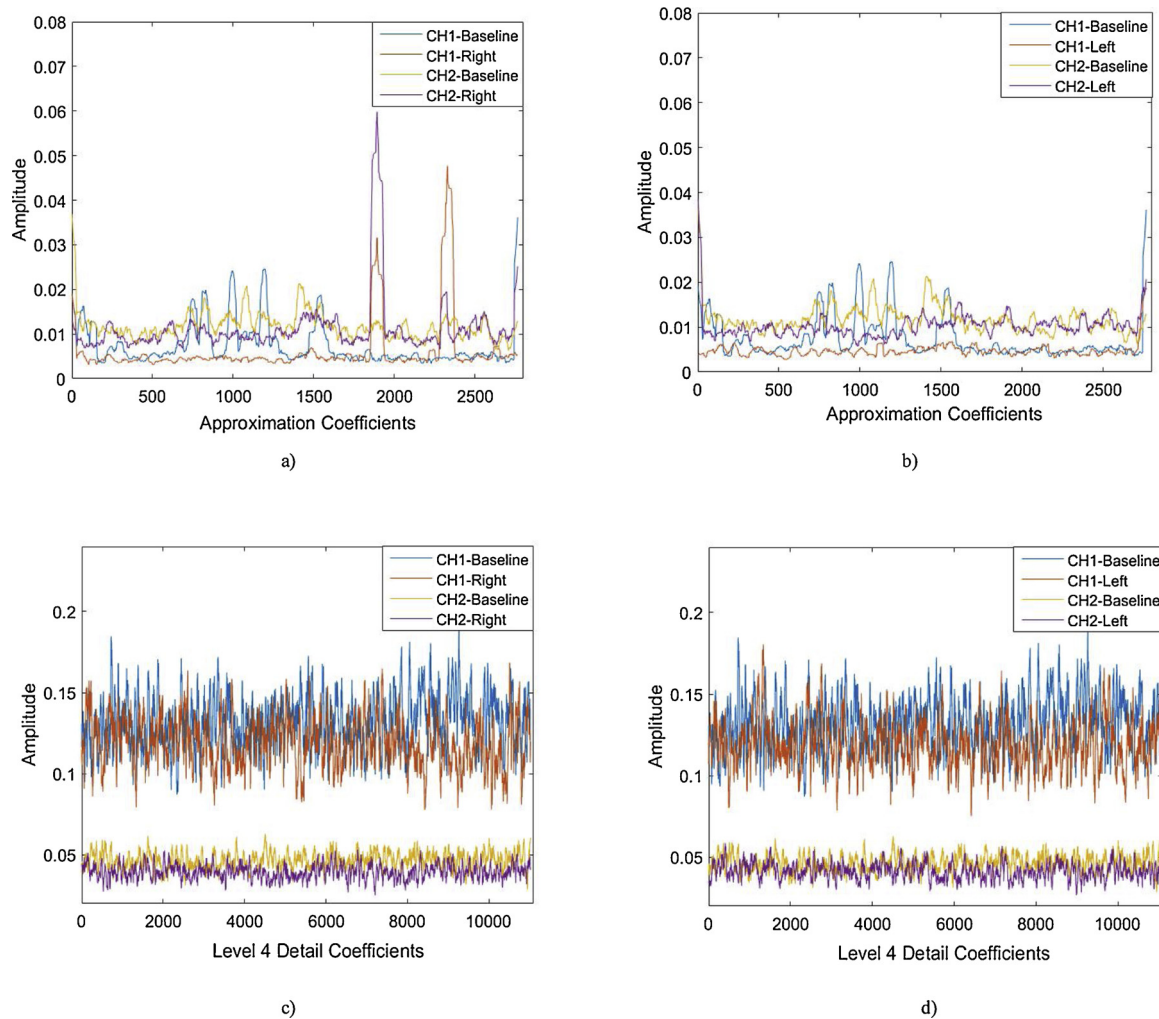 0.08
0.07
0.06
0.05
0.04
0.03
0.02
0.01
0
Amplitude
CH1-Baseline
CH1-Right
CH2-Baseline
CH2-Right
0 500 1000 1500 2000 2500
Approximation Coefficients
a)
0.08
0.07
0.06
0.05
0.04
0.03
0.02
0.01
0
Amplitude
CH1-Baseline
CH1-Left
CH2-Baseline
CH2-Left
0 500 1000 1500 2000 2500
Approximation Coefficients
b)
0.2
0.15
0.1
0.05
Amplitude
CH1-Baseline
CH1-Right
CH2-Baseline
CH2-Right
0 2000 4000 6000 8000 10000
Level 4 Detail Coefficients
c)
0.2
0.15
0.1
0.05
Amplitude
CH1-Baseline
CH1-Left
CH2-Baseline
CH2-Left
0 2000 4000 6000 8000 10000
Level 4 Detail Coefficients
d)